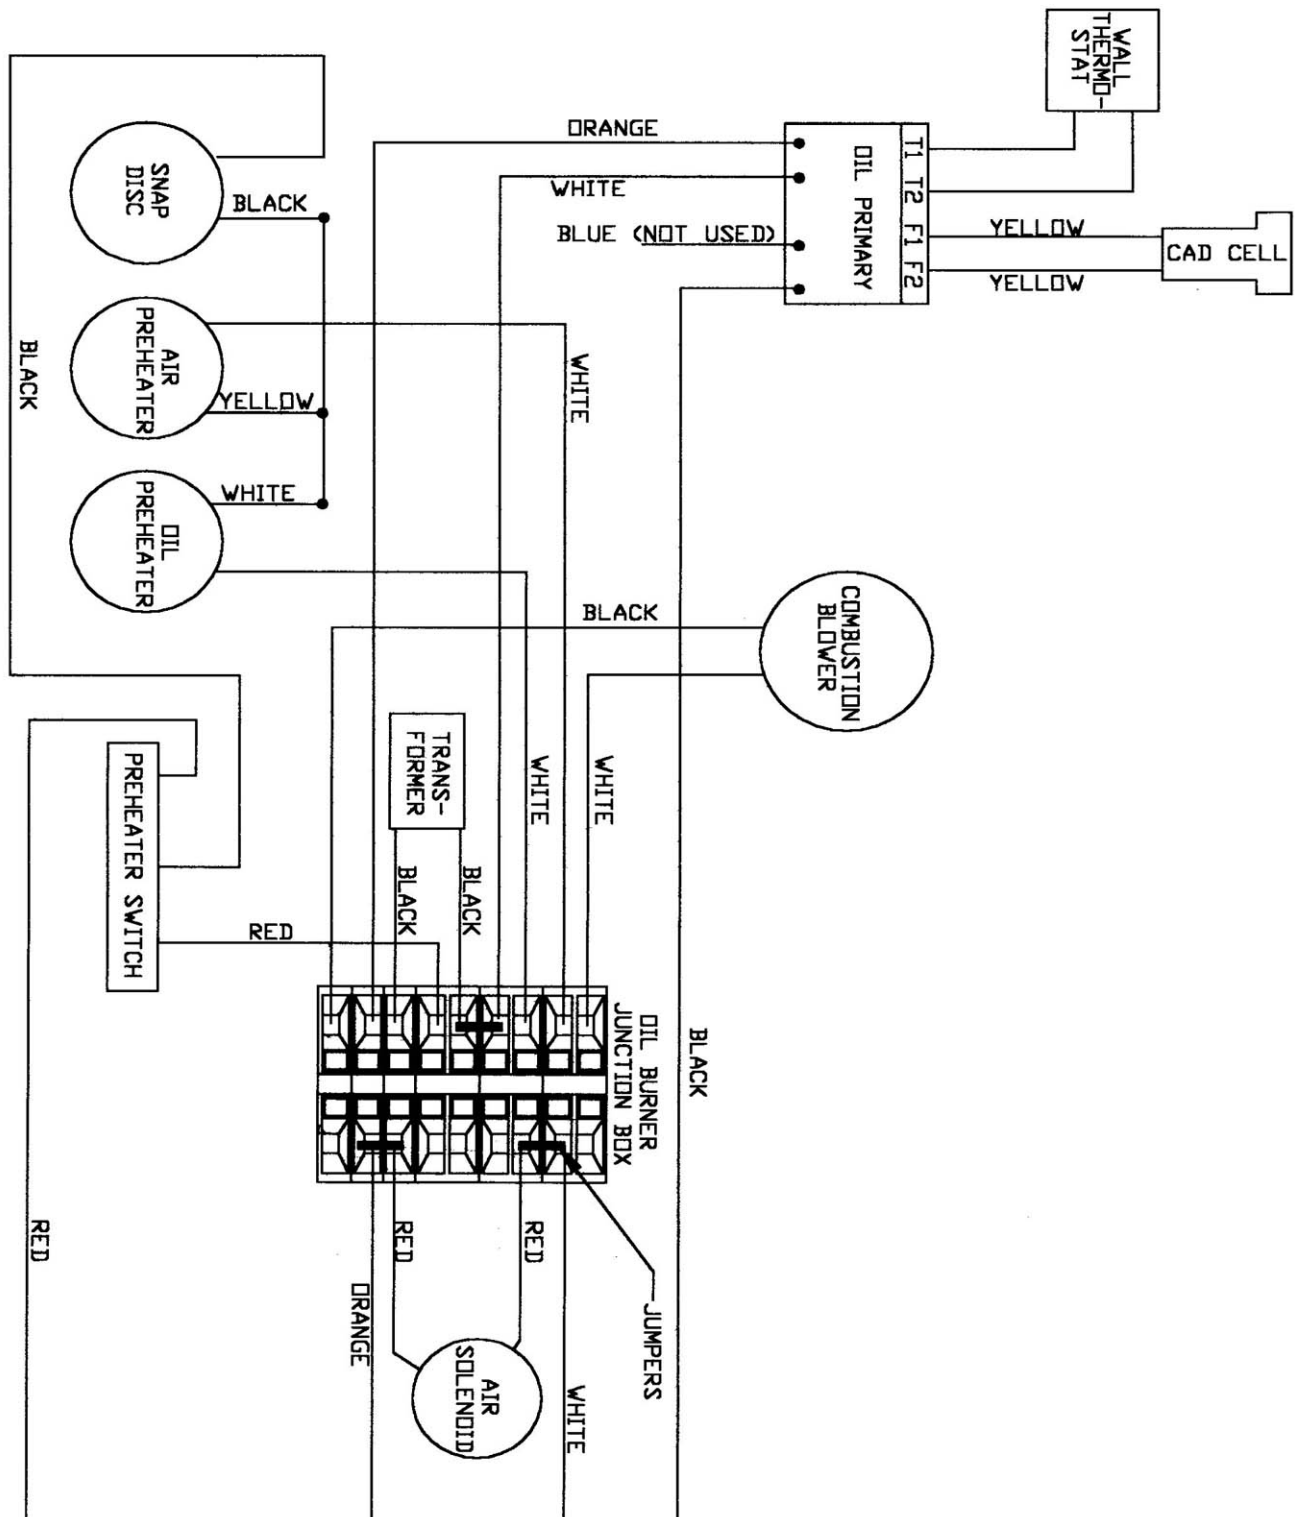 WALL
THERMO-
STAT
ORANGE
WHITE
BLUE (NOT USED)
OIL PRIMARY
T1
T2
F1
F2
YELLOW
YELLOW
CAD CELL
SNAP
DISC
BLACK
AIR
PREHEATER
YELLOW
WHITE
BLACK
OIL
PREHEATER
WHITE
BLACK
COMBUSTION
BLOWER
TRANS-
FORMER
WHITE
WHITE
PREHEATER SWITCH
BLACK
BLACK
RED
OIL BURNER
JUNCTION BOX
BLACK
RED
RED
RED
ORANGE
JUMPERS
AIR
SOLENOID
WHITE